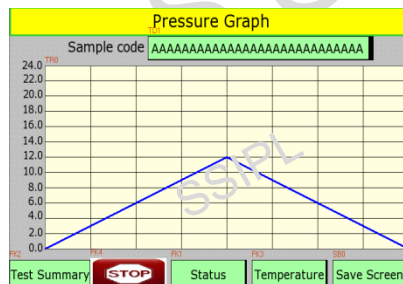 Pressure Graph
TD1
Sample code AAAAAAAAAAAAAAAAAAAAAAAAAAAAAA
TR0
24.0
22.0
20.0
18.0
16.0
14.0
12.0
10.0
8.0
6.0
4.0
2.0
0.0
SSIPL
FK2 FK4 FK1 FK3 SB0
Test Summary STOP Status Temperature Save Screen